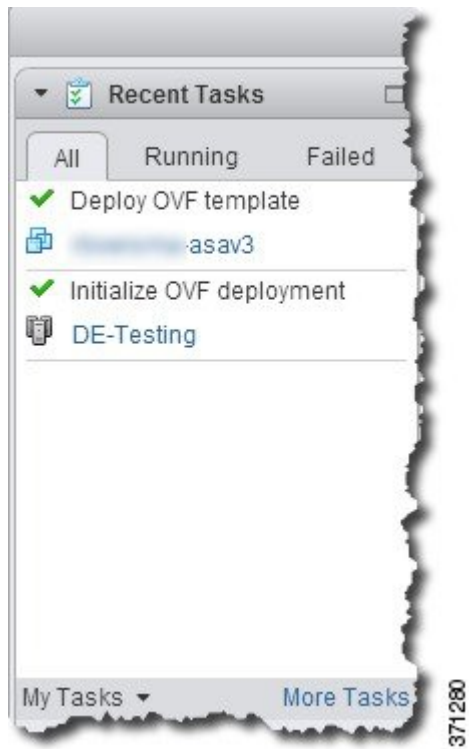 Recent Tasks
All Running Failed
Deploy OVF template
-asav3
Initialize OVF deployment
DE-Testing
My Tasks More Tasks
371280